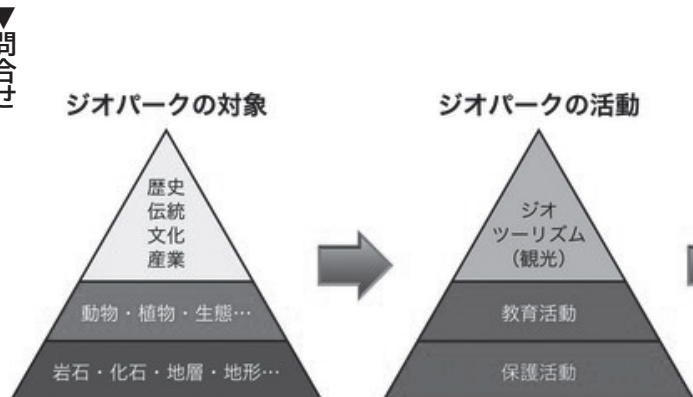 ▼問合せ
ジオパークの対象
歴史
伝統
文化
産業
動物・植物・生態…
岩石・化石・地層・地形…
ジオパークの活動
ジオ
ツーリズム
(観光)
教育活動
保護活動